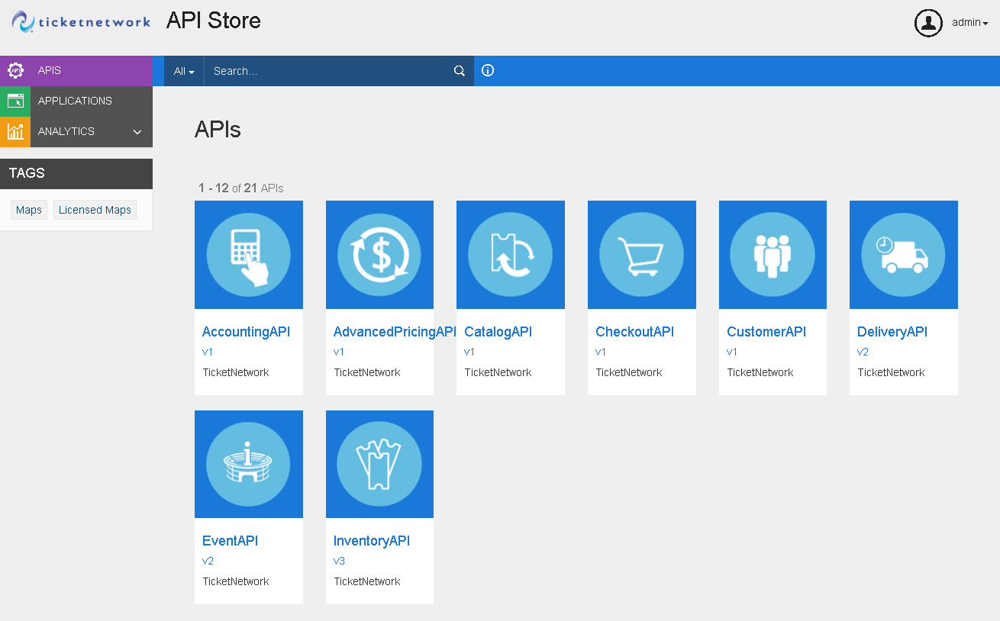 ticketnetwork API Store
admin
APIS
All Search...
APPLICATIONS
ANALYTICS
TAGS
Maps Licensed Maps
APIs
1 - 12 of 21 APIs
AccountingAPI
v1
TicketNetwork
AdvancedPricingAPI
v1
TicketNetwork
CatalogAPI
v1
TicketNetwork
CheckoutAPI
v1
TicketNetwork
CustomerAPI
v1
TicketNetwork
DeliveryAPI
v2
TicketNetwork
EventAPI
v2
TicketNetwork
InventoryAPI
v3
TicketNetwork